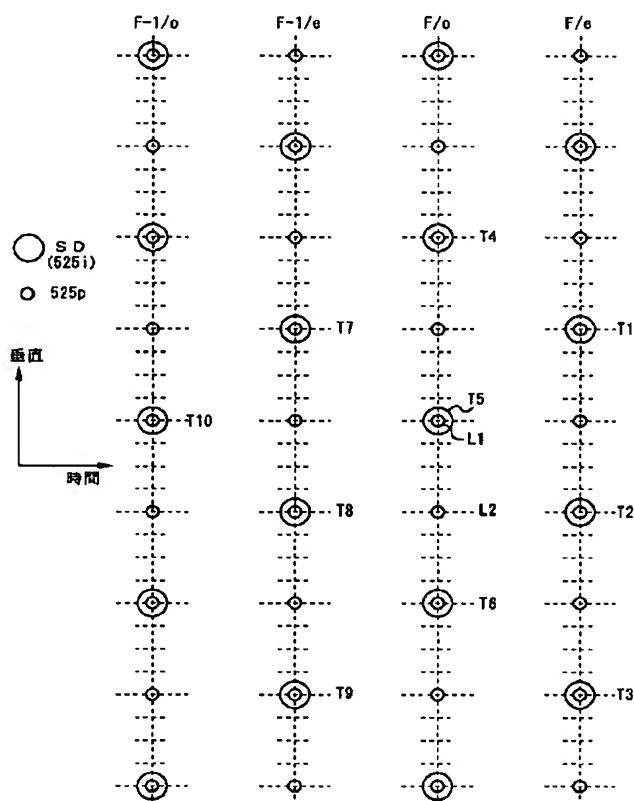 F-1/o F-1/e F/o F/e
T4
SD
(525i)
525p
T7 T1
垂直
T5
T10
L1
時間
T8 L2 T2
T6
T9 T3